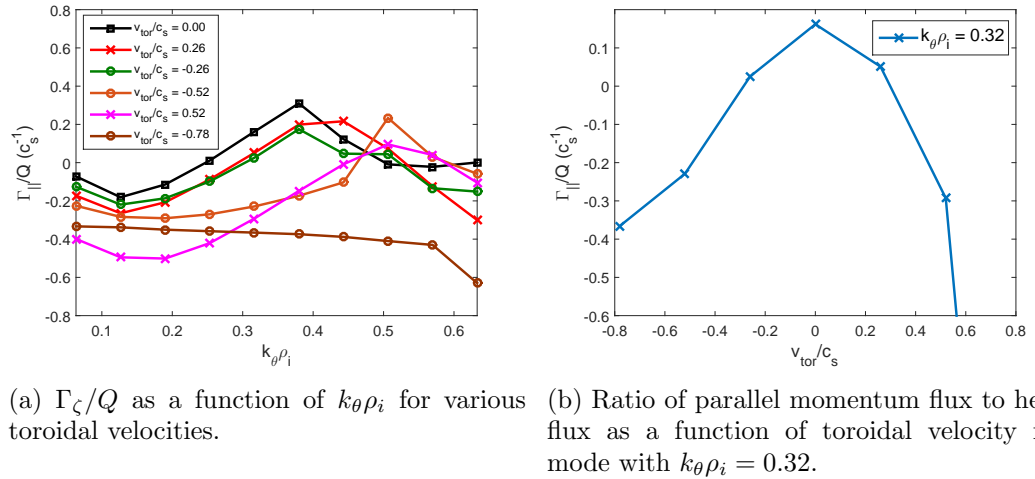 v_tor/c_s = 0.00
v_tor/c_s = 0.26
v_tor/c_s = -0.26
v_tor/c_s = -0.52
v_tor/c_s = 0.52
v_tor/c_s = -0.78
0.8
0.6
0.4
0.2
0
-0.2
-0.4
-0.6
-0.8
Γ_||/Q (c_s^-1)
0.1 0.2 0.3 0.4 0.5 0.6
k_θρ_i
k_θρ_i = 0.32
0.1
0
-0.1
-0.2
-0.3
-0.4
-0.5
-0.6
Γ_||/Q (c_s^-1)
-0.8 -0.6 -0.4 -0.2 0 0.2 0.4 0.6 0.8
v_tor/c_s
(a) Γ_ζ/Q as a function of k_θρ_i for various
toroidal velocities.
(b) Ratio of parallel momentum flux to he
flux as a function of toroidal velocity
mode with k_θρ_i = 0.32.